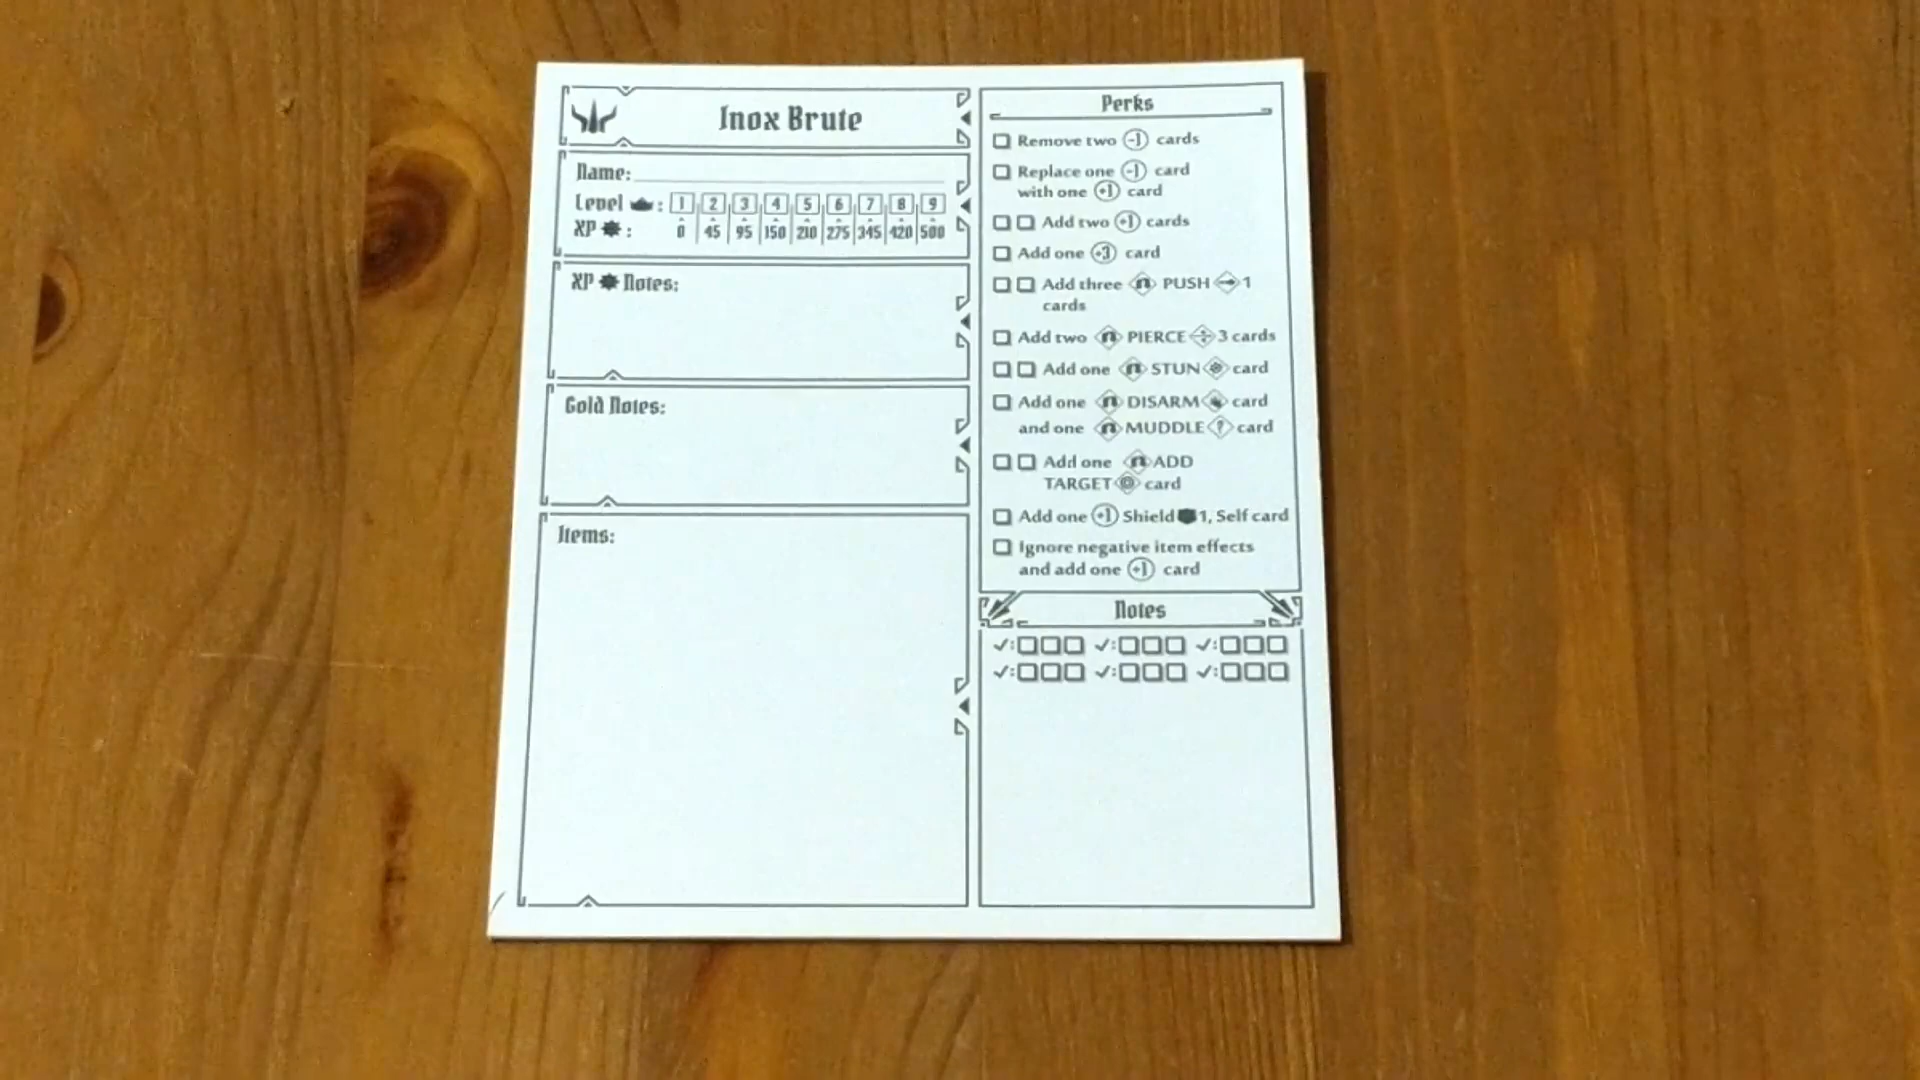 Inox Brute
Name:
Level : 1 2 3 4 5 6 7 8 9
XP : 0 45 95 150 210 275 345 420 500
XP Notes:
Gold Notes:
Items:
Perks
Remove two -1 cards
Replace one -1 card
with one +1 card
Add two +1 cards
Add one +3 card
Add three PUSH 1
cards
Add two PIERCE 3 cards
Add one STUN card
Add one DISARM card
and one MUDDLE card
Add one ADD
TARGET card
Add one +1 Shield 1, Self card
Ignore negative item effects
and add one +1 card
Notes
✓: ✓: ✓:
✓: ✓: ✓: